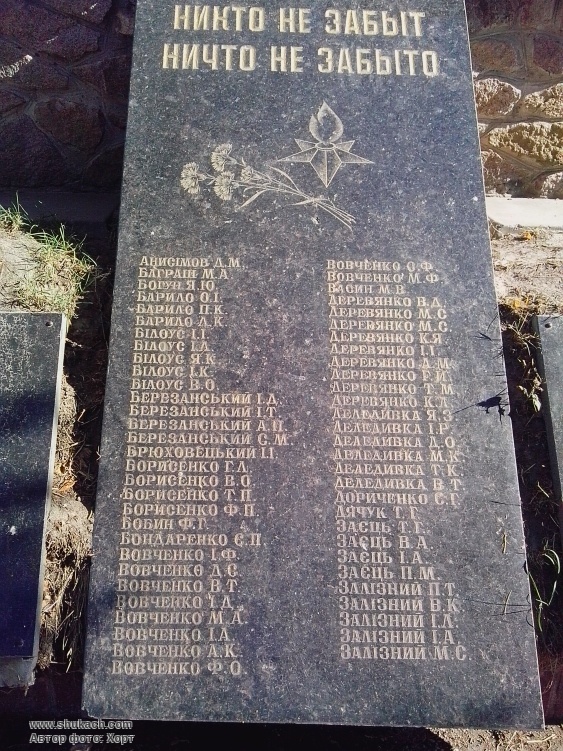 НИКТО НЕ ЗАБЫТ
НИЧТО НЕ ЗАБЫТО
АНИСІМОВ Д.М
БАГРАШ М.А
БОГУН Я.Ю
БАРИЛО О.І.
БАРИЛО П.К.
БАРИЛО Л.К.
БІЛОУС І.І.
БІЛОУС І.Д.
БІЛОУС Я.К.
БІЛОУС І.К.
БІЛОУС В.О.
БЕРЕЗАНСЬКИЙ І.Д.
БЕРЕЗАНСЬКИЙ І.Т.
БЕРЕЗАНСЬКИЙ А.П.
БЕРЕЗАНСЬКИЙ С.М.
БРЮХОВЕЦЬКИЙ І.І.
БОРИСЕНКО Г.Л.
БОРИСЕНКО В.О.
БОРИСЕНКО Т.П.
БОРИСЕНКО Ф.П.
БОБИН Ф.Г.
БОНДАРЕНКО Є.П.
ВОВЧЕНКО І.Ф.
ВОВЧЕНКО Д.С.
ВОВЧЕНКО В.Т.
ВОВЧЕНКО І.Д.
ВОВЧЕНКО М.А.
ВОВЧЕНКО І.А.
ВОВЧЕНКО Д.К.
ВОВЧЕНКО Ф.О.
ВОВЧЕНКО О.Ф.
ВОВЧЕНКО М.Ф.
ВАСИН М.В.
ДЕРЕВЯНКО В.Д.
ДЕРЕВЯНКО М.С.
ДЕРЕВЯНКО М.С.
ДЕРЕВЯНКО К.Я.
ДЕРЕВЯНКО І.І.
ДЕРЕВЯНКО Д.М.
ДЕРЕВЯНКО Р.И.
ДЕРЕВЯНКО Т.М.
ДЕРЕВЯНКО К.Д.
ДЕЛЕДИВКА Я.З.
ДЕЛЕДИВКА І.Р.
ДЕЛЕДИВКА Д.О.
ДЕЛЕДИВКА М.К.
ДЕЛЕДИВКА Т.К.
ДЕЛЕДИВКА В.Т.
ДОРИЧЕНКО С.Г.
ДЯЧУК Т.Г.
ЗАЄЦЬ Т.Г.
ЗАЄЦЬ В.А.
ЗАЄЦЬ І.А.
ЗАЄЦЬ П.М.
ЗАЛІЗНИЙ П.Т.
ЗАЛІЗНИЙ В.К.
ЗАЛІЗНИЙ І.Д.
ЗАЛІЗНИЙ І.А.
ЗАЛІЗНИЙ М.С.
www.shukach.com
Автор фото: Хорт